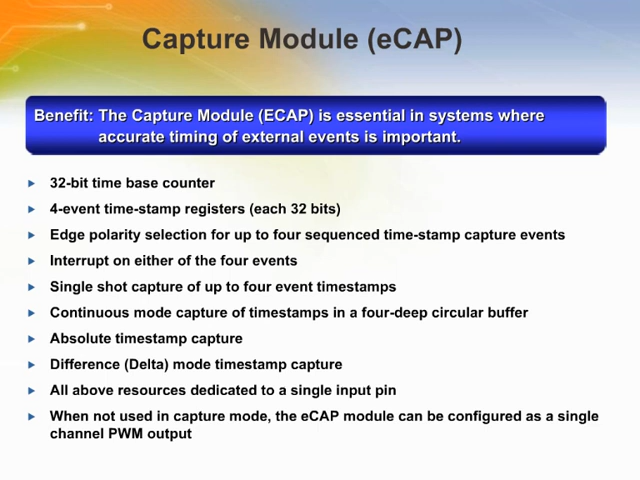 Capture Module (eCAP)
Benefit: The Capture Module (ECAP) is essential in systems where
accurate timing of external events is important.
32-bit time base counter
4-event time-stamp registers (each 32 bits)
Edge polarity selection for up to four sequenced time-stamp capture events
Interrupt on either of the four events
Single shot capture of up to four event timestamps
Continuous mode capture of timestamps in a four-deep circular buffer
Absolute timestamp capture
Difference (Delta) mode timestamp capture
All above resources dedicated to a single input pin
When not used in capture mode, the eCAP module can be configured as a single
channel PWM output